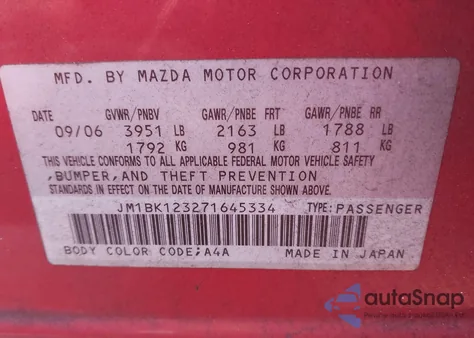 MFD. BY MAZDA MOTOR CORPORATION
GVWR/PNBV GAWR/PNBE FRT GAWR/PNBE RR
09/06 3951 LB 2163 LB 1788 LB
1792 KG 981 KG 811 KG
THIS VEHICLE CONFORMS TO ALL APPLICABLE FEDERAL MOTOR VEHICLE SAFETY
,BUMPER,AND THEFT PREVENTION
STANDARDS IN EFFECT ON THE DATE OF MANUFACTURE SHOWN ABOVE.
JM1BK123271645334 TYPE:PASSENGER
BODY COLOR CODE;A4A MADE IN JAPAN
autoSnap